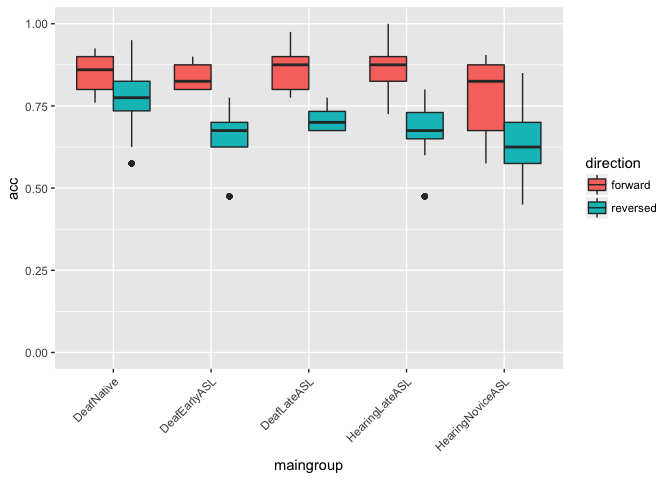 1.00
0.75
0.50
0.25
0.00
acc
DeafNative
DeafEarlyASL
DeafLateASL
HearingLateASL
HearingNoviceASL
maingroup
direction
forward
reversed